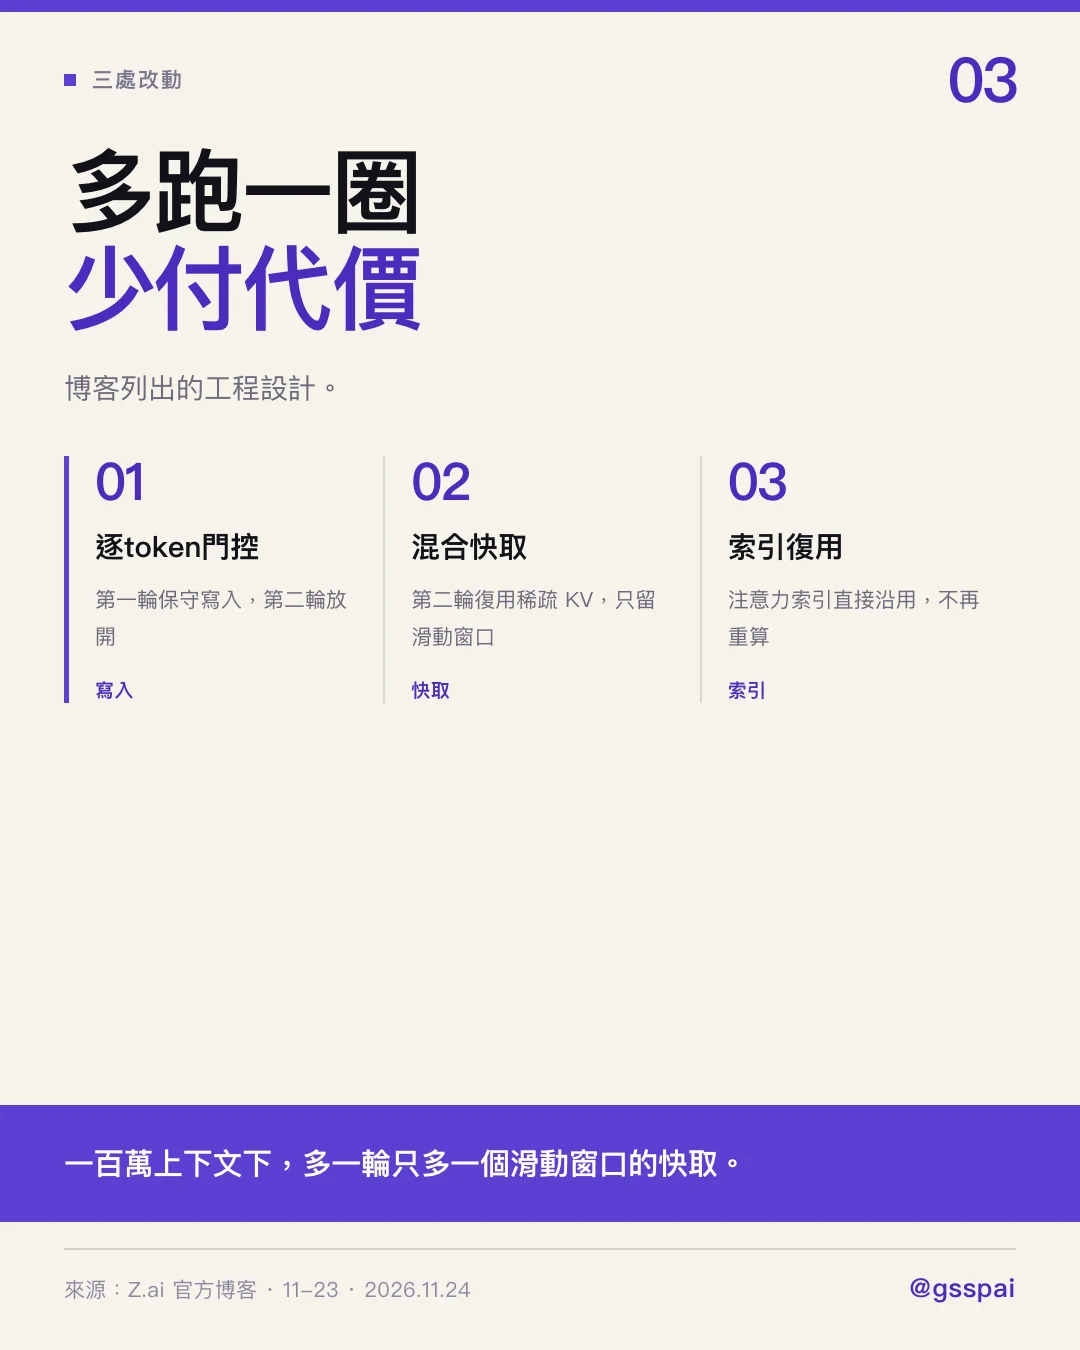 三處改動
03
多跑一圈
少付代價
博客列出的工程設計。
01
逐token門控
第一輪保守寫入，第二輪放
開
寫入
02
混合快取
第二輪復用稀疏 KV，只留
滑動窗口
快取
03
索引復用
注意力索引直接沿用，不再
重算
索引
一百萬上下文下，多一輪只多一個滑動窗口的快取。
來源：Z.ai 官方博客 · 11–23 · 2026.11.24
@gsspai